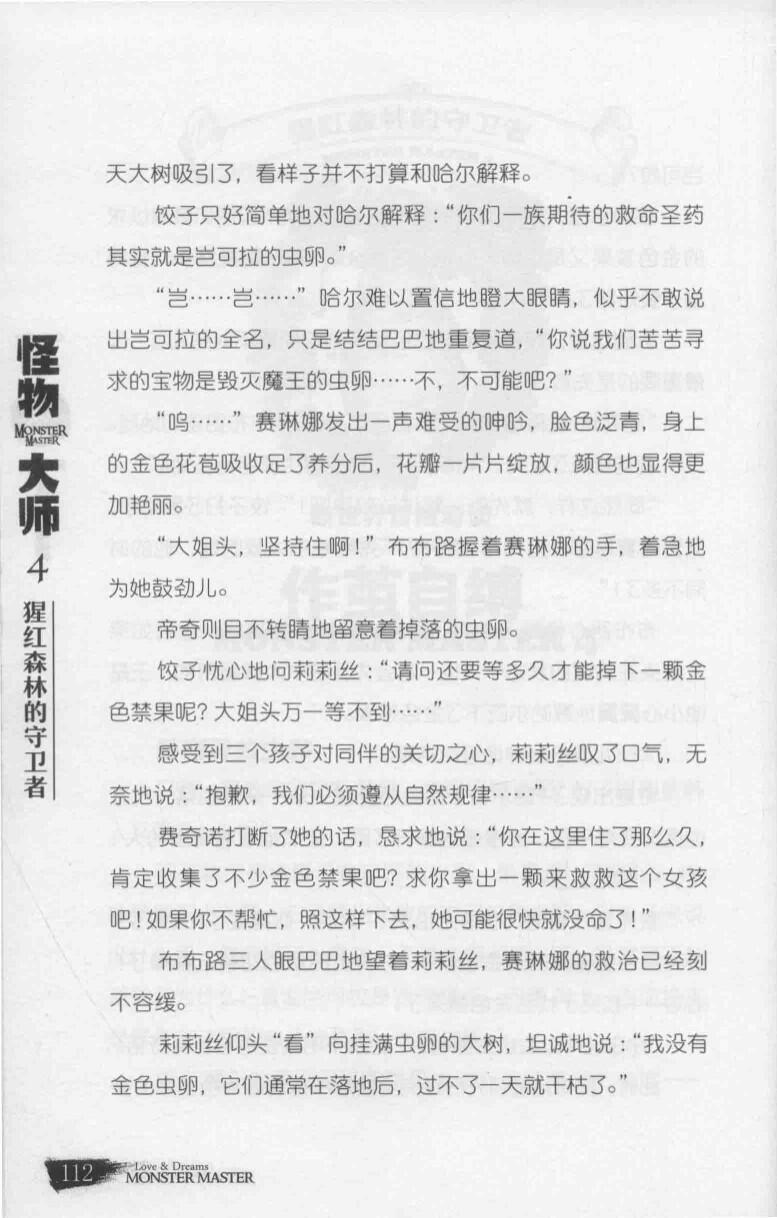 天大树吸引了，看样子并不打算和哈尔解释。
饺子只好简单地对哈尔解释：“你们一族期待的救命圣药
其实就是岂可拉的虫卵。”
“岂……岂……”哈尔难以置信地瞪大眼睛，似乎不敢说
出岂可拉的全名，只是结结巴巴地重复道，“你说我们苦苦寻
求的宝物是毁灭魔王的虫卵……不，不可能吧？”
“呜……”赛琳娜发出一声难受的呻吟，脸色泛青，身上
的金色花苞吸收足了养分后，花瓣一片片绽放，颜色也显得更
加艳丽。
“大姐头，坚持住啊！”布布路握着赛琳娜的手，着急地
为她鼓劲儿。
帝奇则目不转睛地留意着掉落的虫卵。
饺子忧心地问莉莉丝：“请问还要等多久才能掉下一颗金
色禁果呢？大姐头万一等不到……”
感受到三个孩子对同伴的关切之心，莉莉丝叹了口气，无
奈地说：“抱歉，我们必须遵从自然规律……”
费奇诺打断了她的话，恳求地说：“你在这里住了那么久，
肯定收集了不少金色禁果吧？求你拿出一颗来救救这个女孩
吧！如果你不帮忙，照这样下去，她可能很快就没命了！”
布布路三人眼巴巴地望着莉莉丝，赛琳娜的救治已经刻
不容缓。
莉莉丝仰头“看”向挂满虫卵的大树，坦诚地说：“我没有
金色虫卵，它们通常在落地后，过不了一天就干枯了。”
怪物
MONSTER
MASTER
大师
4
猩红森林的守卫者
112
Love & Dreams
MONSTER MASTER